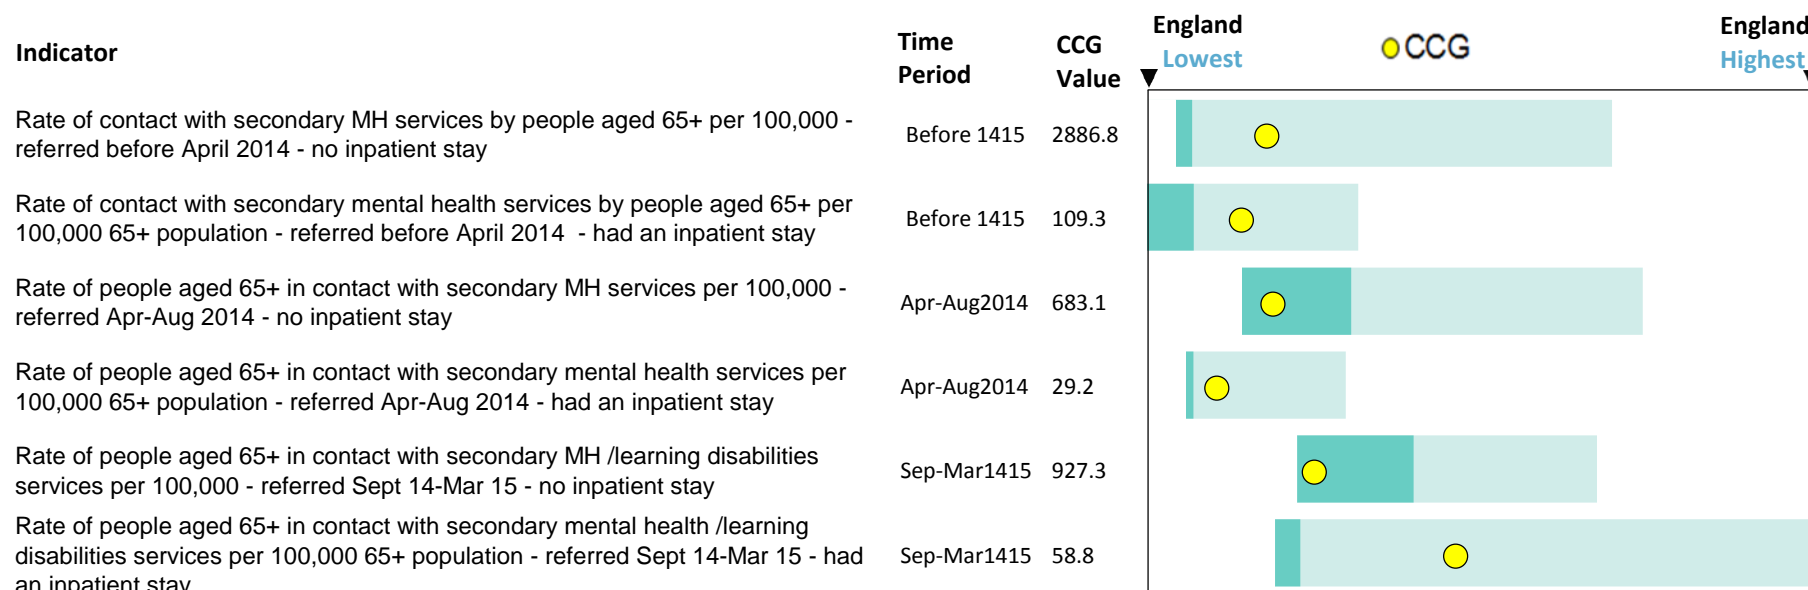 Indicator
Time Period
CCG Value
England Lowest
CCG
England Highest
Rate of contact with secondary MH services by people aged 65+ per 100,000 -
referred before April 2014 - no inpatient stay
Before 1415 2886.8
Rate of contact with secondary mental health services by people aged 65+ per
100,000 65+ population - referred before April 2014 - had an inpatient stay
Before 1415 109.3
Rate of people aged 65+ in contact with secondary MH services per 100,000 -
referred Apr-Aug 2014 - no inpatient stay
Apr-Aug2014 683.1
Rate of people aged 65+ in contact with secondary mental health services per
100,000 65+ population - referred Apr-Aug 2014 - had an inpatient stay
Apr-Aug2014 29.2
Rate of people aged 65+ in contact with secondary MH /learning disabilities
services per 100,000 - referred Sept 14-Mar 15 - no inpatient stay
Sep-Mar1415 927.3
Rate of people aged 65+ in contact with secondary mental health /learning
disabilities services per 100,000 65+ population - referred Sept 14-Mar 15 - had
an inpatient stay
Sep-Mar1415 58.8